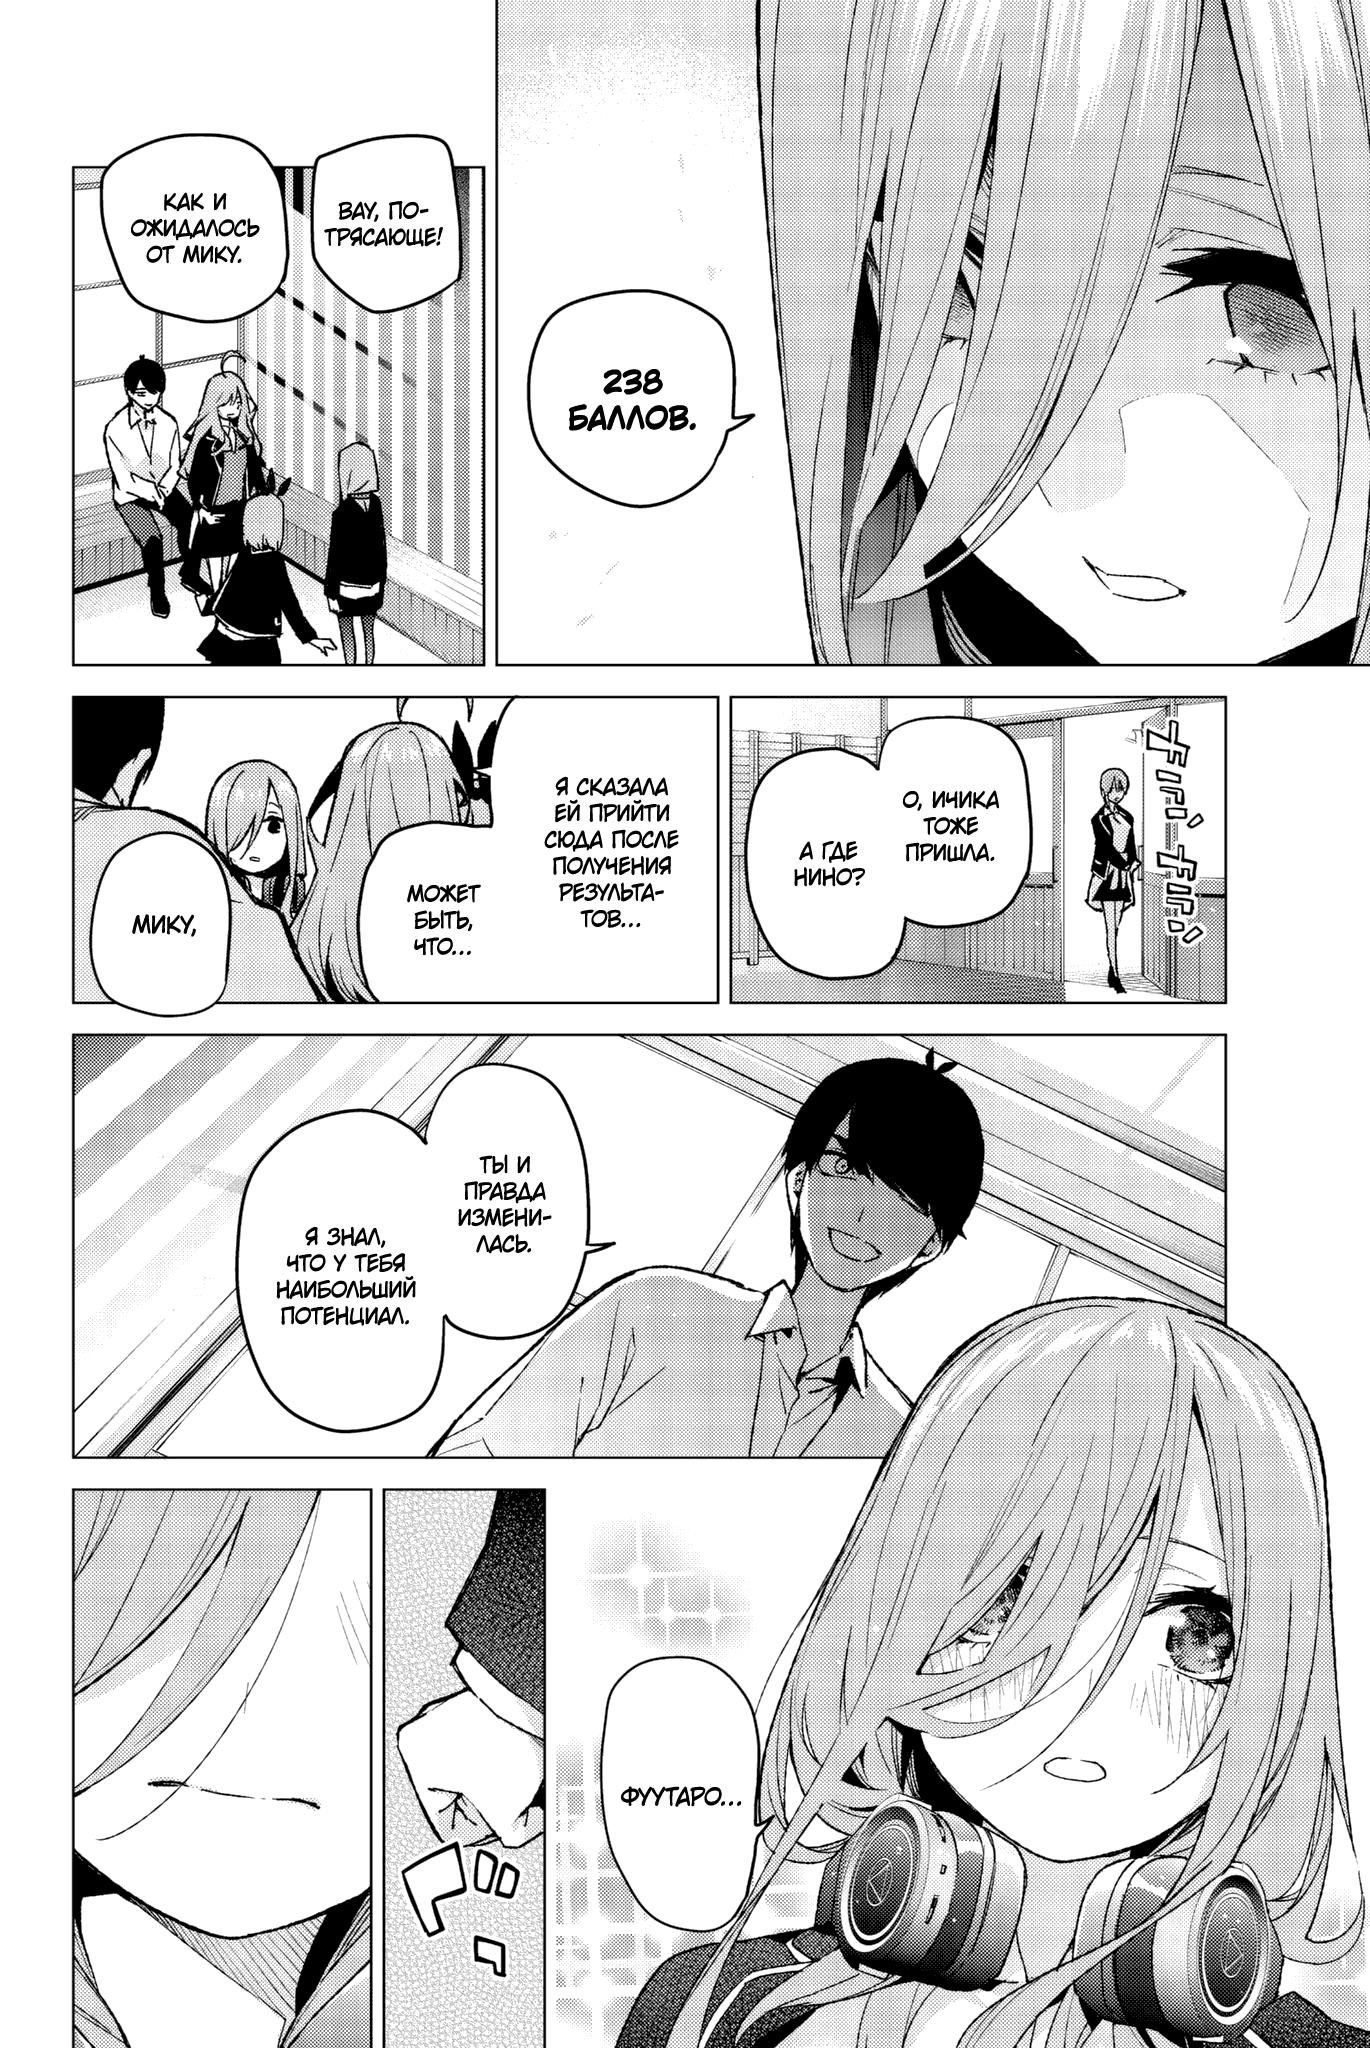 238
БАЛЛОВ.
ВАУ, ПО-
ТРЯСАЮЩЕ!
КАК И
ОЖИДАЛОСЬ
ОТ МИКУ.
О, ИЧИКА
ТОЖЕ
ПРИШЛА.
А ГДЕ
НИНО?
Я СКАЗАЛА
ЕЙ ПРИЙТИ
СЮДА ПОСЛЕ
ПОЛУЧЕНИЯ
РЕЗУЛЬТА-
ТОВ...
МОЖЕТ
БЫТЬ,
ЧТО...
МИКУ,
ТЫ И
ПРАВДА
ИЗМЕНИ-
ЛАСЬ.
Я ЗНАЛ,
ЧТО У ТЕБЯ
НАИБОЛЬШИЙ
ПОТЕНЦИАЛ.
ФУУТАРО...